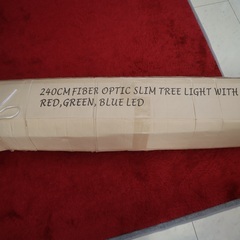 240CM FIBER OPTIC SLIM TREE LIGHT WITH
RED,GREEN, BLUE LED